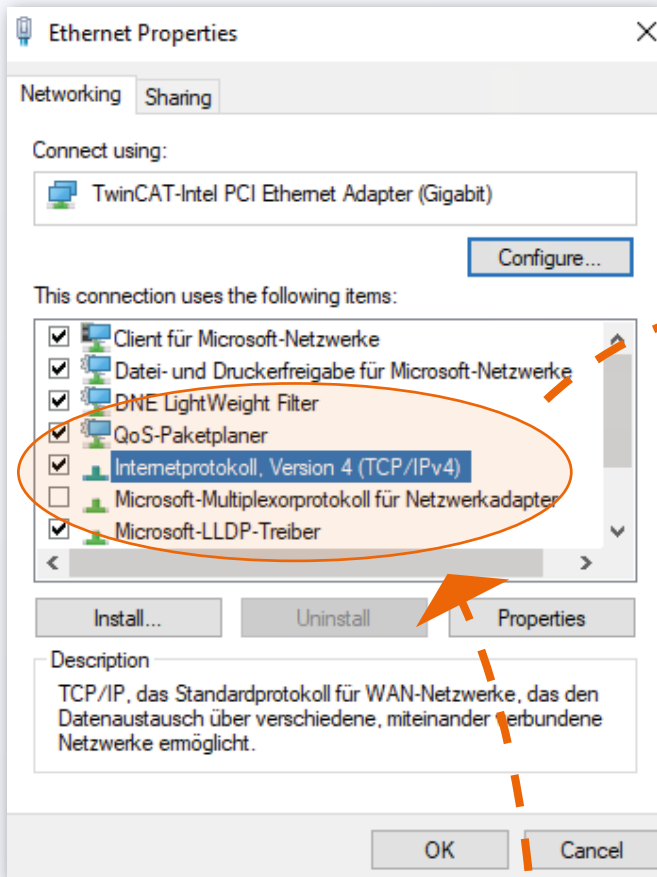 Ethernet Properties
Networking Sharing
Connect using:
TwinCAT-Intel PCI Ethernet Adapter (Gigabit)
Configure...
This connection uses the following items:
Client für Microsoft-Netzwerke
Datei- und Druckerfreigabe für Microsoft-Netzwerke
DNE LightWeight Filter
QoS-Paketplaner
Internetprotokoll, Version 4 (TCP/IPv4)
Microsoft-Multiplexorprotokoll für Netzwerkadapter
Microsoft-LLDP-Treiber
Install... Uninstall Properties
Description
TCP/IP, das Standardprotokoll für WAN-Netzwerke, das den
Datenaustausch über verschiedene, miteinander verbundene
Netzwerke ermöglicht.
OK Cancel